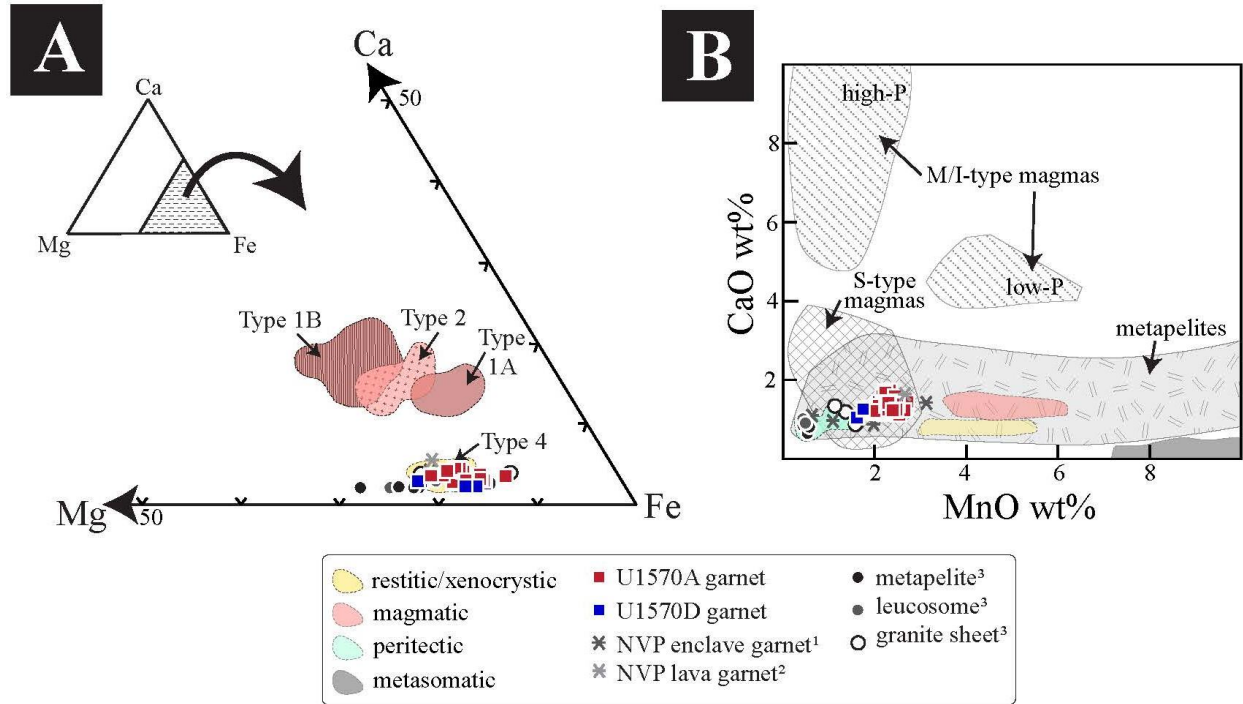 A
Ca
Mg
Fe
Ca
50
Type 1B
Type 2
Type
1A
Type 4
Mg
50
Fe
B
CaO wt%
8
6
4
2
2
4
6
8
MnO wt%
high-P
M/I-type magmas
low-P
S-type
magmas
metapelites
restitic/xenocrystic
magmatic
peritectic
metasomatic
U1570A garnet
U1570D garnet
NVP enclave garnet¹
NVP lava garnet²
metapelite³
leucosome³
granite sheet³